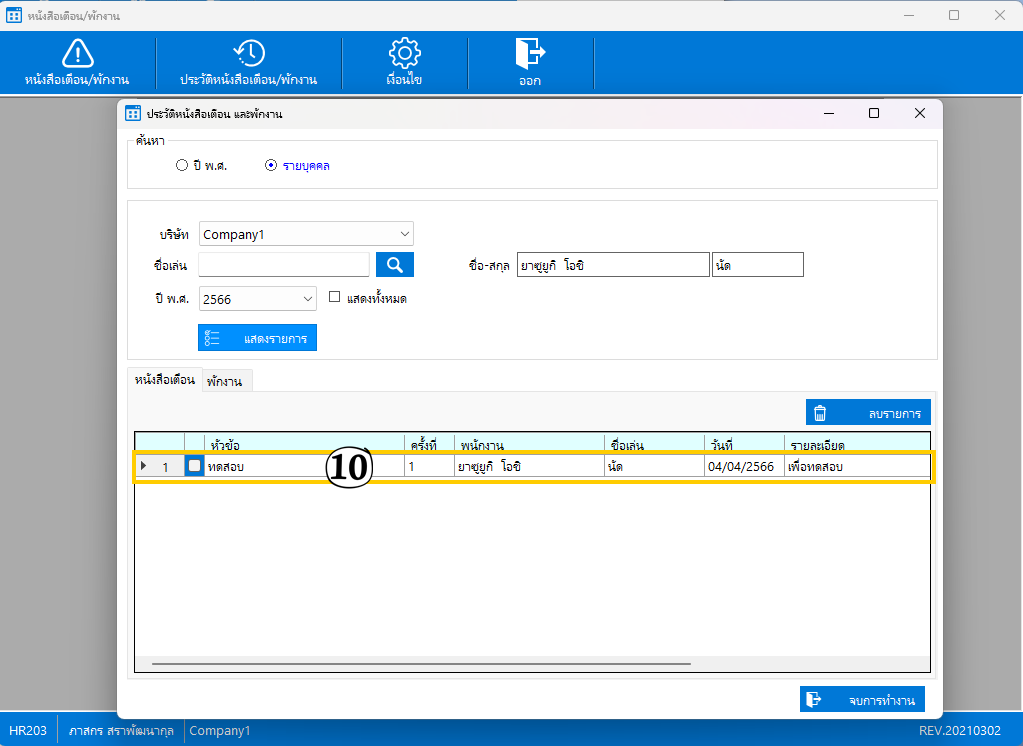 หนังสือเตือน/พักงาน
หนังสือเตือน/พักงาน ประวัติหนังสือเตือน/พักงาน เงื่อนไข ออก
ประวัติหนังสือเตือน และพักงาน
ค้นหา
ปี พ.ศ. รายบุคคล
บริษัท Company1
ชื่อเล่น ชื่อ-สกุล ยาซูยูกิ โอชิ นัด
ปี พ.ศ. 2566 แสดงทั้งหมด
แสดงรายการ
หนังสือเตือน พักงาน
ลบรายการ
หัวข้อ ครั้งที่ พนักงาน ชื่อเล่น วันที่ รายละเอียด
1 ทดสอบ 10 1 ยาซูยูกิ โอชิ นัด 04/04/2566 เพื่อทดสอบ
จบการทำงาน
HR203 ภาสกร สราพัฒนากุล Company1 REV.20210302